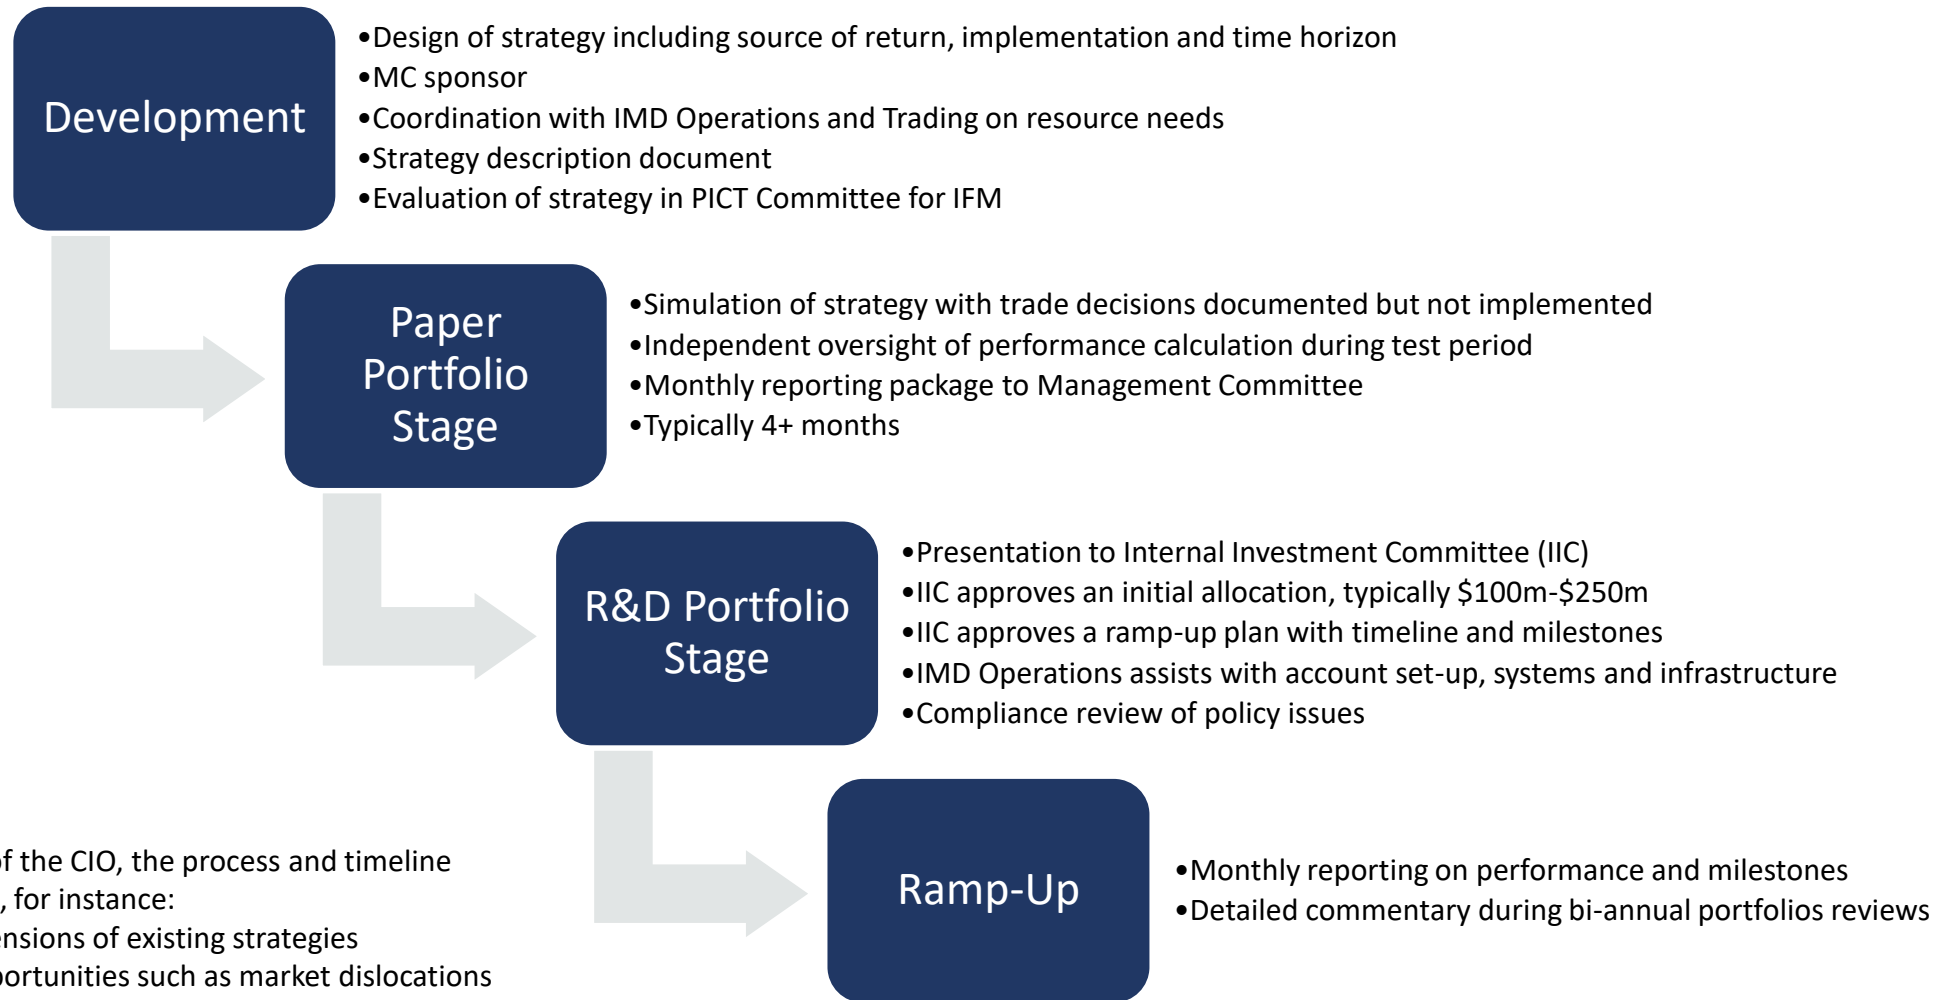 Development
•Design of strategy including source of return, implementation and time horizon
•MC sponsor
•Coordination with IMD Operations and Trading on resource needs
•Strategy description document
•Evaluation of strategy in PICT Committee for IFM
Paper
Portfolio
Stage
•Simulation of strategy with trade decisions documented but not implemented
•Independent oversight of performance calculation during test period
•Monthly reporting package to Management Committee
•Typically 4+ months
R&D Portfolio
Stage
•Presentation to Internal Investment Committee (IIC)
•IIC approves an initial allocation, typically $100m-$250m
•IIC approves a ramp-up plan with timeline and milestones
•IMD Operations assists with account set-up, systems and infrastructure
•Compliance review of policy issues
Ramp-Up
•Monthly reporting on performance and milestones
•Detailed commentary during bi-annual portfolios reviews
of the CIO, the process and timeline
, for instance:
of existing strategies
such as market dislocations